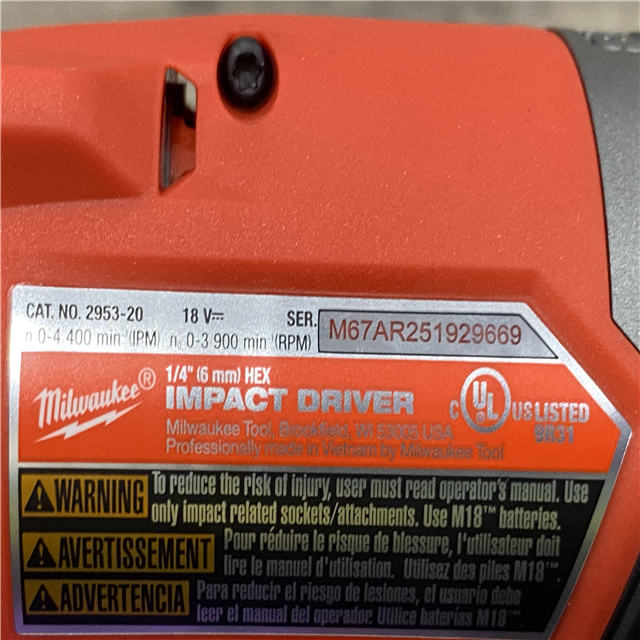 CAT. NO. 2953-20 18 V⎓ SER. M67AR251929669
n 0-4 400 min⁻¹(IPM) n₀ 0-3 900 min⁻¹(RPM)
Milwaukee®
1/4" (6 mm) HEX
IMPACT DRIVER
Milwaukee Tool, Brookfield, WI 53005 USA
Professionally made in Vietnam by Milwaukee Tool
C UL US LISTED
9R31
WARNING To reduce the risk of injury, user must read operator's manual. Use
only impact related sockets/attachments. Use M18™ batteries.
AVERTISSEMENT Pour réduire le risque de blessure, l'utilisateur doit
lire le manuel d'utilisation. Utilisez des piles M18™.
ADVERTENCIA Para reducir el riesgo de lesiones, el usuario debe
leer el manual del operador. Utilice baterías M18™